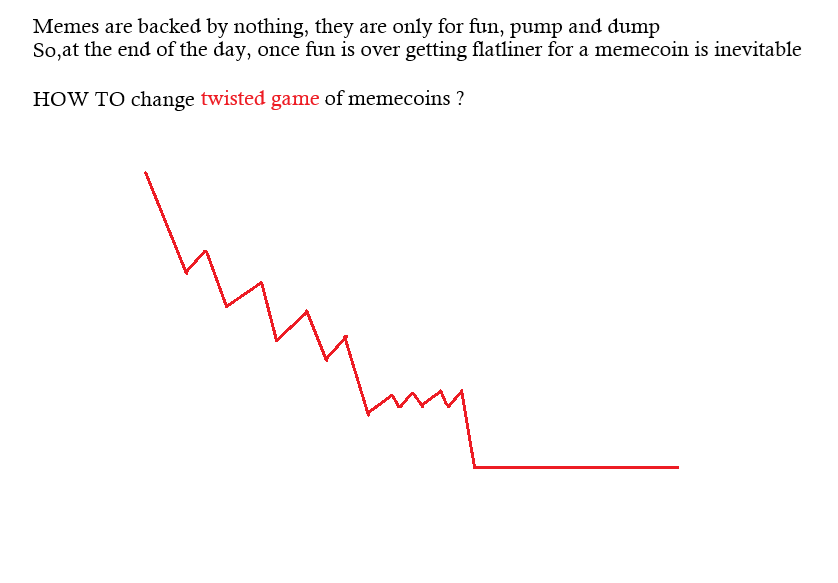 Memes are backed by nothing, they are only for fun, pump and dump
So,at the end of the day, once fun is over getting flatliner for a memecoin is inevitable
HOW TO change twisted game of memecoins ?